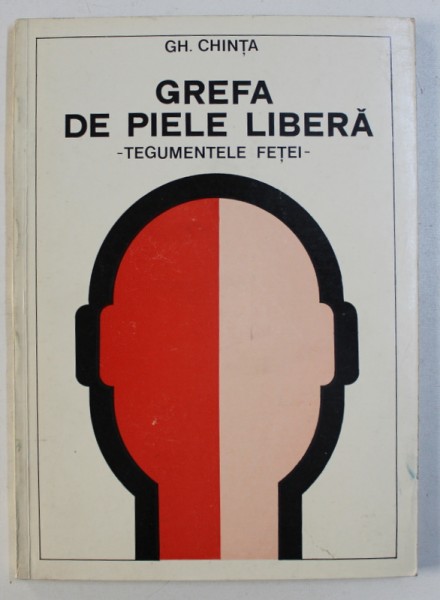 GH. CHINȚA
GREFA
DE PIELE LIBERĂ
-TEGUMENTELE FEȚEI-